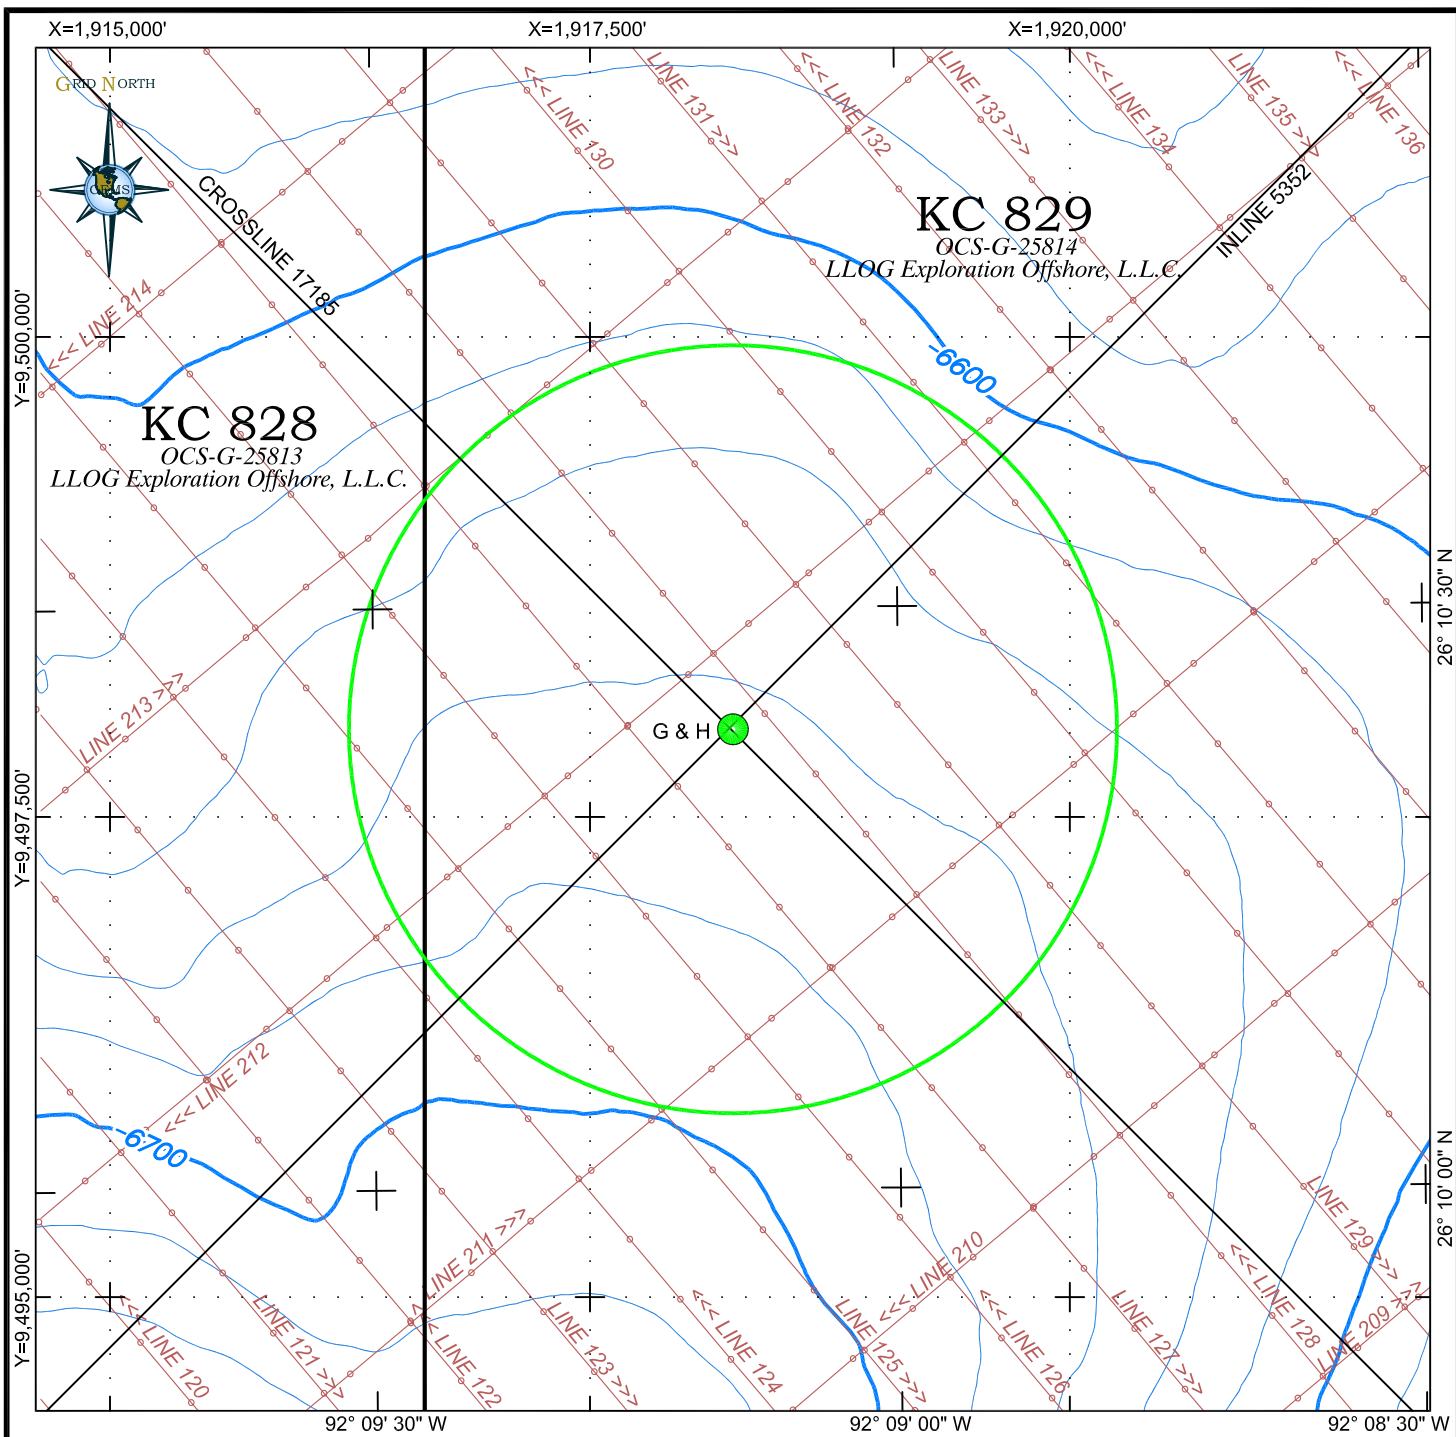 X=1,915,000'
X=1,917,500'
X=1,920,000'
GRID NORTH
GEMS
<<< LINE 130
LINE 131 >>>
<<< LINE 132
LINE 133 >>>
<<< LINE 134
LINE 135 >>>
<<< LINE 136
CROSSLINE 17185
INLINE 5352
KC 829
OCS-G-25814
LLOG Exploration Offshore, L.L.C.
<<< LINE 214
Y=9,500,000'
-6600
KC 828
OCS-G-25813
LLOG Exploration Offshore, L.L.C.
26° 10' 30" N
LINE 213 >>>
G & H
Y=9,497,500'
<<< LINE 212
-6700
26° 10' 00" N
LINE 211 >>>
<<< LINE 210
LINE 129 >>>
LINE 209 >>>
Y=9,495,000'
<<< LINE 120
LINE 121 >>>
<<< LINE 122
LINE 123 >>>
<<< LINE 124
LINE 125 >>>
<<< LINE 126
LINE 127 >>>
<<< LINE 128
92° 09' 30" W
92° 09' 00" W
92° 08' 30" W